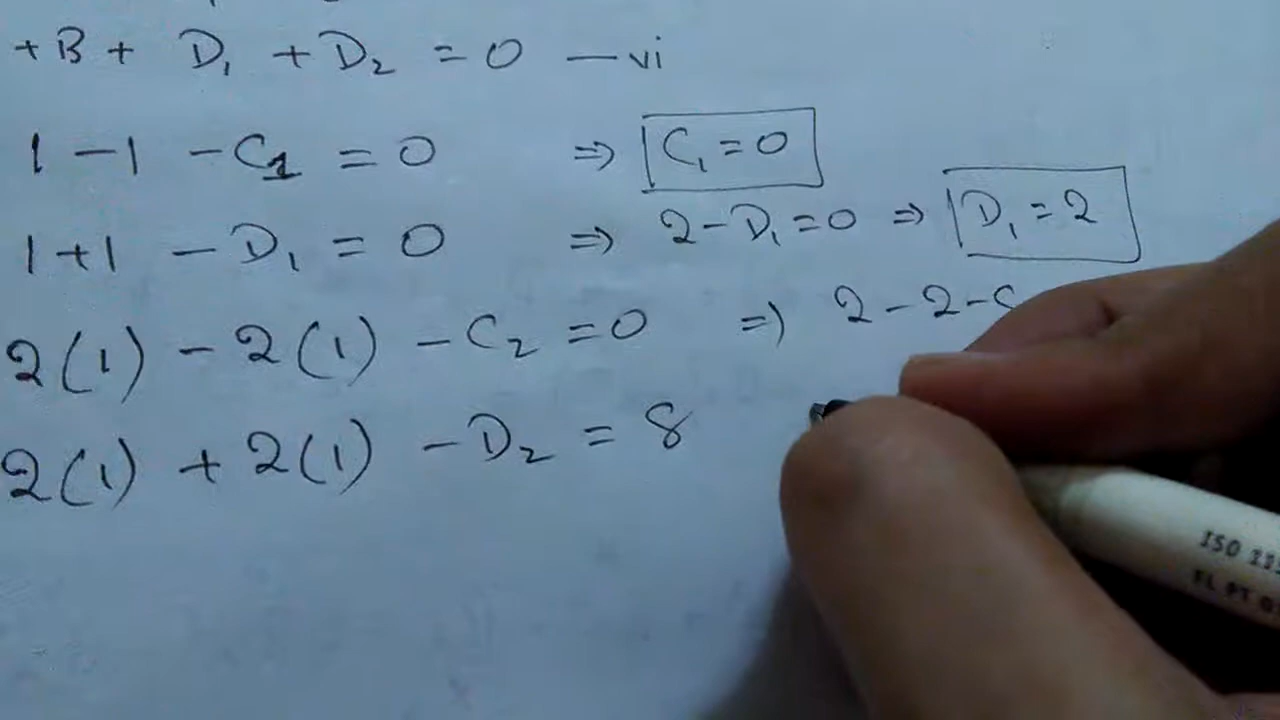 +B + D₁ + D₂ = 0 — vi
1 - 1 - C₁ = 0 ⇒ C₁ = 0
1 + 1 - D₁ = 0 ⇒ 2 - D₁ = 0 ⇒ D₁ = 2
2(1) - 2(1) - C₂ = 0 ⇒ 2 - 2 -
2(1) + 2(1) - D₂ = 8
ISO